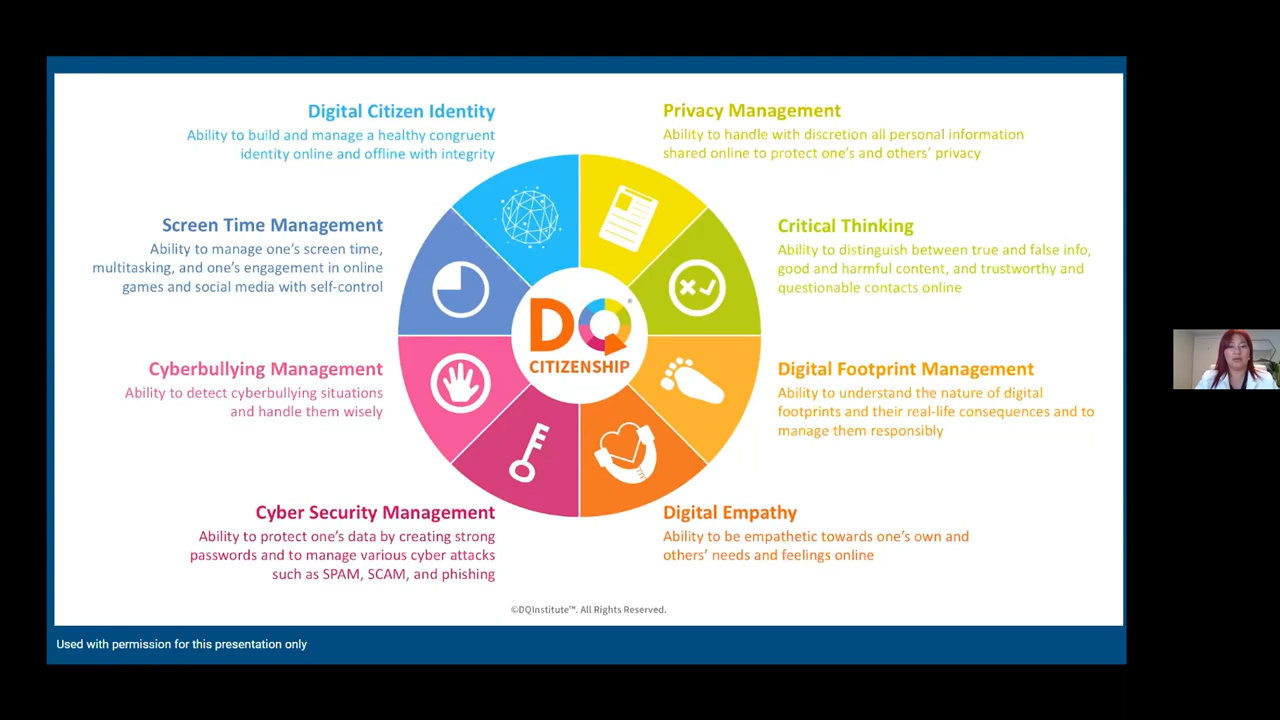 Digital Citizen Identity
Ability to build and manage a healthy congruent
identity online and offline with integrity
Privacy Management
Ability to handle with discretion all personal information
shared online to protect one's and others' privacy
Screen Time Management
Ability to manage one's screen time,
multitasking, and one's engagement in online
games and social media with self-control
Critical Thinking
Ability to distinguish between true and false info,
good and harmful content, and trustworthy and
questionable contacts online
DQ®
CITIZENSHIP
Cyberbullying Management
Ability to detect cyberbullying situations
and handle them wisely
Digital Footprint Management
Ability to understand the nature of digital
footprints and their real-life consequences and to
manage them responsibly
Cyber Security Management
Ability to protect one's data by creating strong
passwords and to manage various cyber attacks
such as SPAM, SCAM, and phishing
Digital Empathy
Ability to be empathetic towards one's own and
others' needs and feelings online
©DQInstitute™. All Rights Reserved.
Used with permission for this presentation only